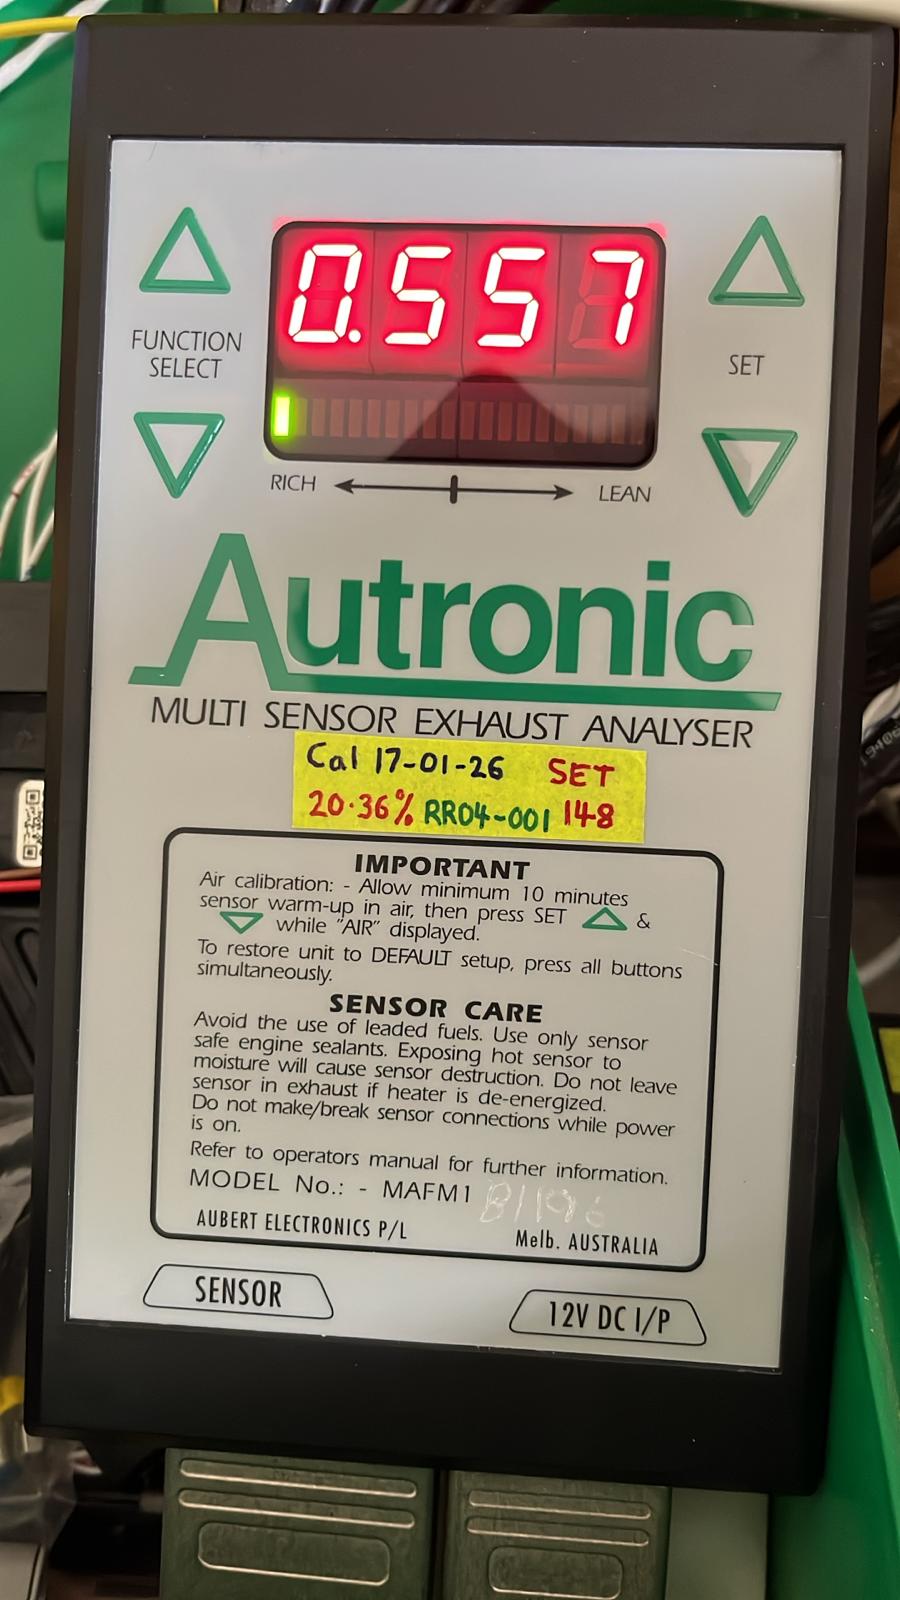 0.557
FUNCTION
SELECT
SET
RICH
LEAN
Autronic
MULTI SENSOR EXHAUST ANALYSER
Cal 17-01-26 SET
20.36% RR04-001 148
IMPORTANT
Air calibration: - Allow minimum 10 minutes
sensor warm-up in air, then press SET △ &
▽ while "AIR" displayed.
To restore unit to DEFAULT setup, press all buttons
simultaneously.
SENSOR CARE
Avoid the use of leaded fuels. Use only sensor
safe engine sealants. Exposing hot sensor to
moisture will cause sensor destruction. Do not leave
sensor in exhaust if heater is de-energized.
Do not make/break sensor connections while power
is on.
Refer to operators manual for further information.
MODEL No.: - MAFM1
AUBERT ELECTRONICS P/L
Melb. AUSTRALIA
SENSOR
12V DC I/P